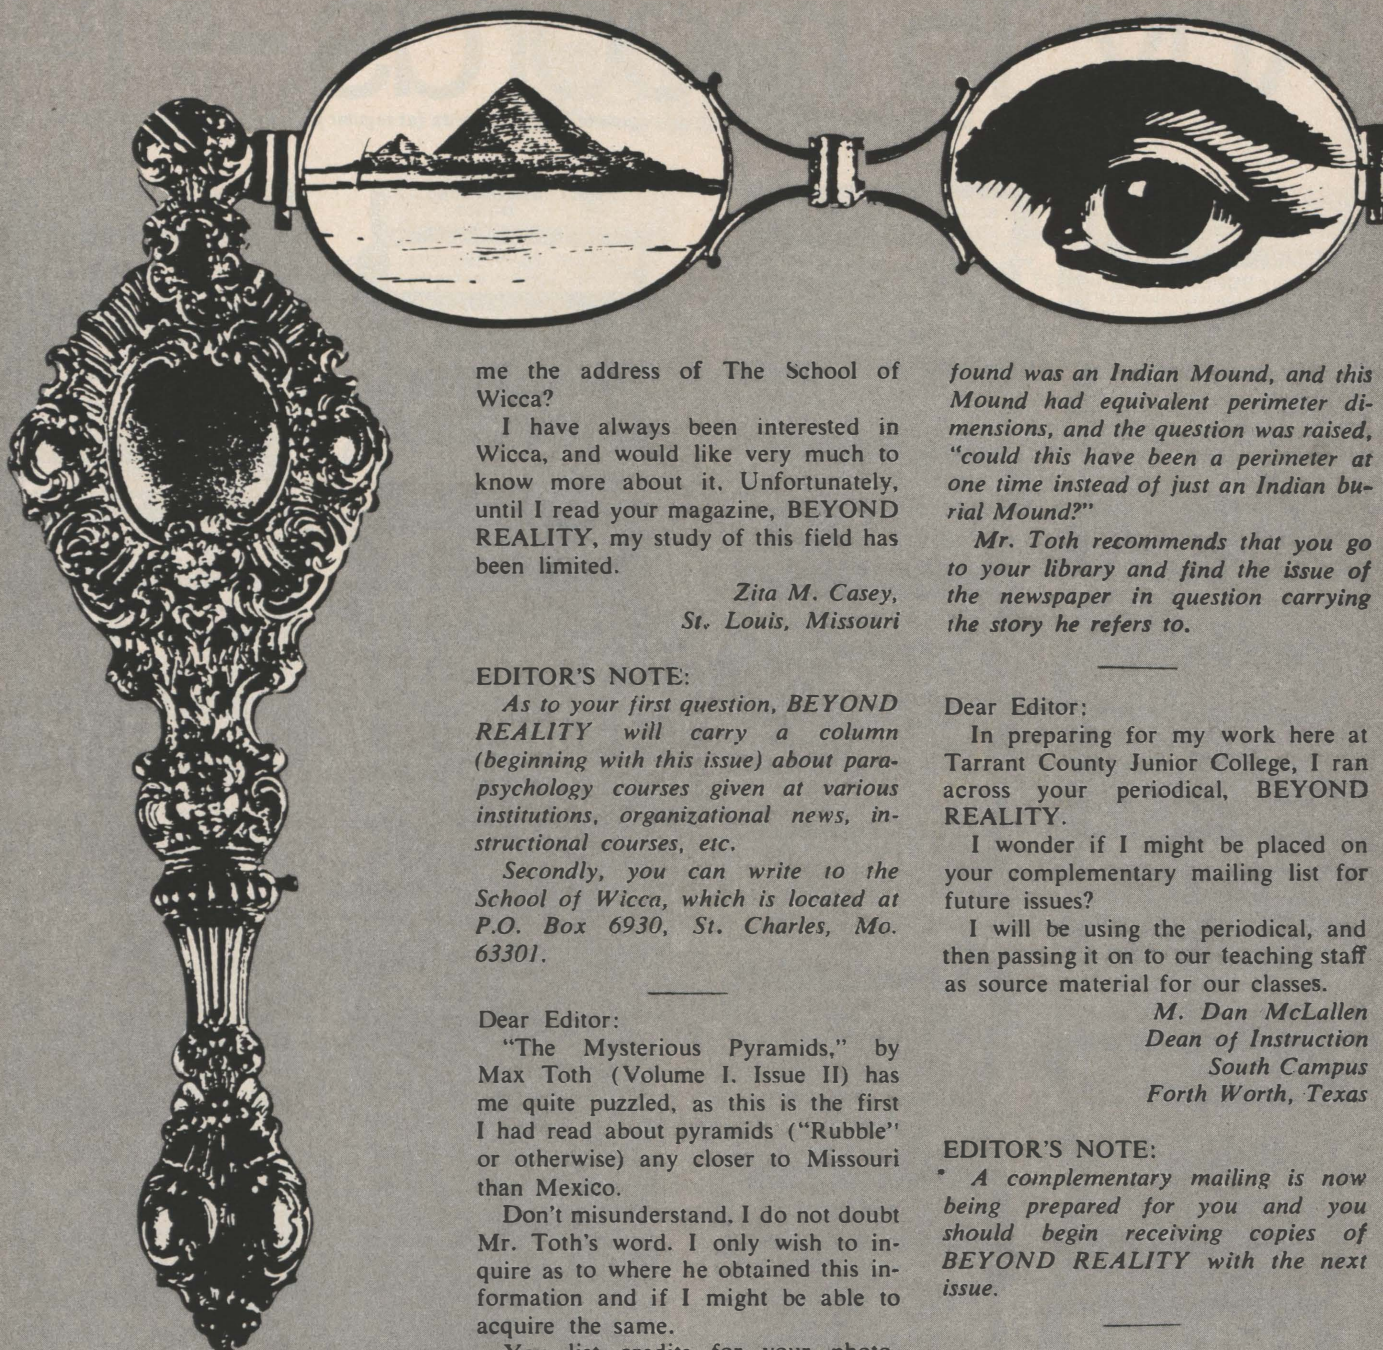 me the address of The School of
Wicca?
I have always been interested in
Wicca, and would like very much to
know more about it. Unfortunately,
until I read your magazine, BEYOND
REALITY, my study of this field has
been limited.
Zita M. Casey,
St. Louis, Missouri
EDITOR'S NOTE:
As to your first question, BEYOND
REALITY will carry a column
(beginning with this issue) about para-
psychology courses given at various
institutions, organizational news, in-
structional courses, etc.
Secondly, you can write to the
School of Wicca, which is located at
P.O. Box 6930, St. Charles, Mo.
63301.
Dear Editor:
"The Mysterious Pyramids," by
Max Toth (Volume I. Issue II) has
me quite puzzled, as this is the first
I had read about pyramids ("Rubble"
or otherwise) any closer to Missouri
than Mexico.
Don't misunderstand. I do not doubt
Mr. Toth's word. I only wish to in-
quire as to where he obtained this in-
formation and if I might be able to
acquire the same.
You list credits for your photo-
found was an Indian Mound, and this
Mound had equivalent perimeter di-
mensions, and the question was raised,
"could this have been a perimeter at
one time instead of just an Indian bu-
rial Mound?"
Mr. Toth recommends that you go
to your library and find the issue of
the newspaper in question carrying
the story he refers to.
Dear Editor:
In preparing for my work here at
Tarrant County Junior College, I ran
across your periodical, BEYOND
REALITY.
I wonder if I might be placed on
your complementary mailing list for
future issues?
I will be using the periodical, and
then passing it on to our teaching staff
as source material for our classes.
M. Dan McLallen
Dean of Instruction
South Campus
Forth Worth, Texas
EDITOR'S NOTE:
A complementary mailing is now
being prepared for you and you
should begin receiving copies of
BEYOND REALITY with the next
issue.